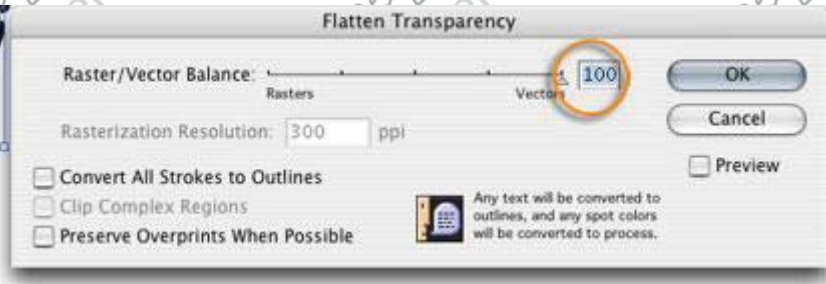 Flatten Transparency
Raster/Vector Balance: 100
Rasters Vectors
OK
Cancel
Rasterization Resolution: 300 ppi
Preview
Convert All Strokes to Outlines
Clip Complex Regions
Preserve Overprints When Possible
Any text will be converted to
outlines, and any spot colors
will be converted to process.